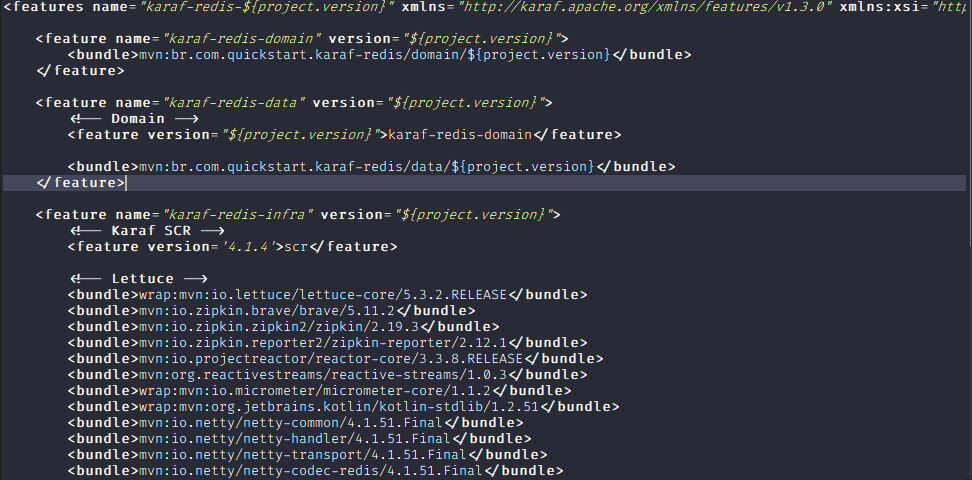 <features name="karaf-redis-${project.version}" xmlns="http://karaf.apache.org/xmlns/features/v1.3.0" xmlns:xsi="http
<feature name="karaf-redis-domain" version="${project.version}">
<bundle>mvn:br.com.quickstart.karaf-redis/domain/${project.version}</bundle>
</feature>
<feature name="karaf-redis-data" version="${project.version}">
<!-- Domain -->
<feature version="${project.version}">karaf-redis-domain</feature>
<bundle>mvn:br.com.quickstart.karaf-redis/data/${project.version}</bundle>
</feature>
<feature name="karaf-redis-infra" version="${project.version}">
<!-- Karaf SCR -->
<feature version='4.1.4'>scr</feature>
<!-- Lettuce -->
<bundle>wrap:mvn:io.lettuce/lettuce-core/5.3.2.RELEASE</bundle>
<bundle>mvn:io.zipkin.brave/brave/5.11.2</bundle>
<bundle>mvn:io.zipkin.zipkin2/zipkin/2.19.3</bundle>
<bundle>mvn:io.zipkin.reporter2/zipkin-reporter/2.12.1</bundle>
<bundle>mvn:io.projectreactor/reactor-core/3.3.8.RELEASE</bundle>
<bundle>mvn:org.reactivestreams/reactive-streams/1.0.3</bundle>
<bundle>wrap:mvn:io.micrometer/micrometer-core/1.1.2</bundle>
<bundle>wrap:mvn:org.jetbrains.kotlin/kotlin-stdlib/1.2.51</bundle>
<bundle>mvn:io.netty/netty-common/4.1.51.Final</bundle>
<bundle>mvn:io.netty/netty-handler/4.1.51.Final</bundle>
<bundle>mvn:io.netty/netty-transport/4.1.51.Final</bundle>
<bundle>mvn:io.netty/netty-codec-redis/4.1.51.Final</bundle>